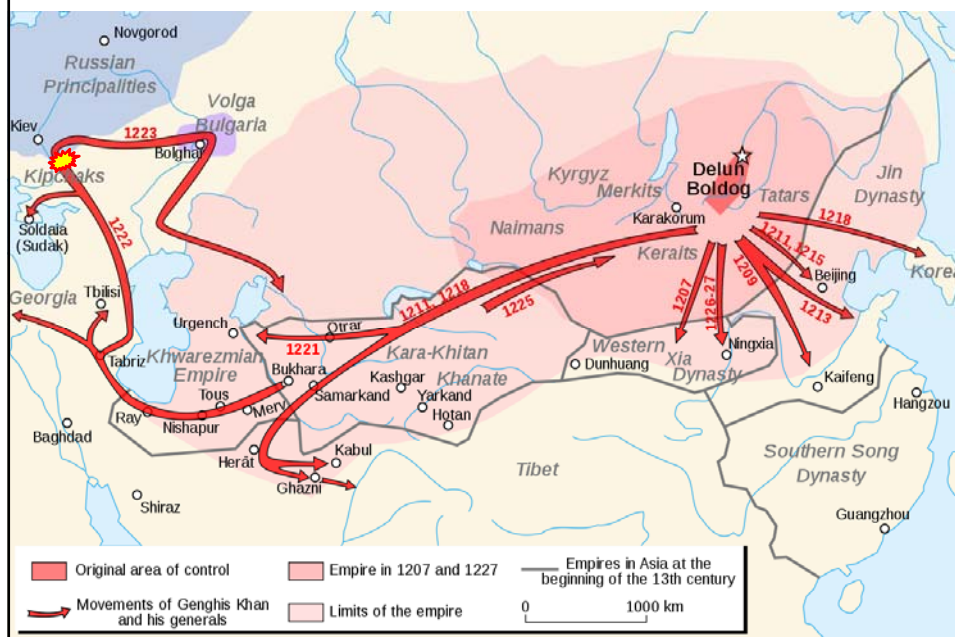 Novgorod
Russian
Principalities
Volga
Bulgaria
Kiev
1223
Bolghar
Kipchaks
Soldaia
(Sudak)
1222
Georgia
Tbilisi
Tabriz
Urgench
Khwarezmian
Empire
Otrar
1221
1211, 1218
1225
Bukhara
Samarkand
Kara-Khitan
Khanate
Kashgar
Yarkand
Hotan
Tous
Merv
Ray
Nishapur
Baghdad
Herāt
Kabul
Ghazni
Shiraz
Tibet
Kyrgyz
Merkits
Naimans
Karakorum
Keraits
Delun
Boldog
Tatars
Jin
Dynasty
1218
1211,1215
1209
1213
1207
1226-27
Beijing
Korea
Western
Xia
Dynasty
Dunhuang
Ningxia
Kaifeng
Hangzou
Southern Song
Dynasty
Guangzhou
Original area of control
Movements of Genghis Khan
and his generals
Empire in 1207 and 1227
Limits of the empire
Empires in Asia at the
beginning of the 13th century
0 1000 km